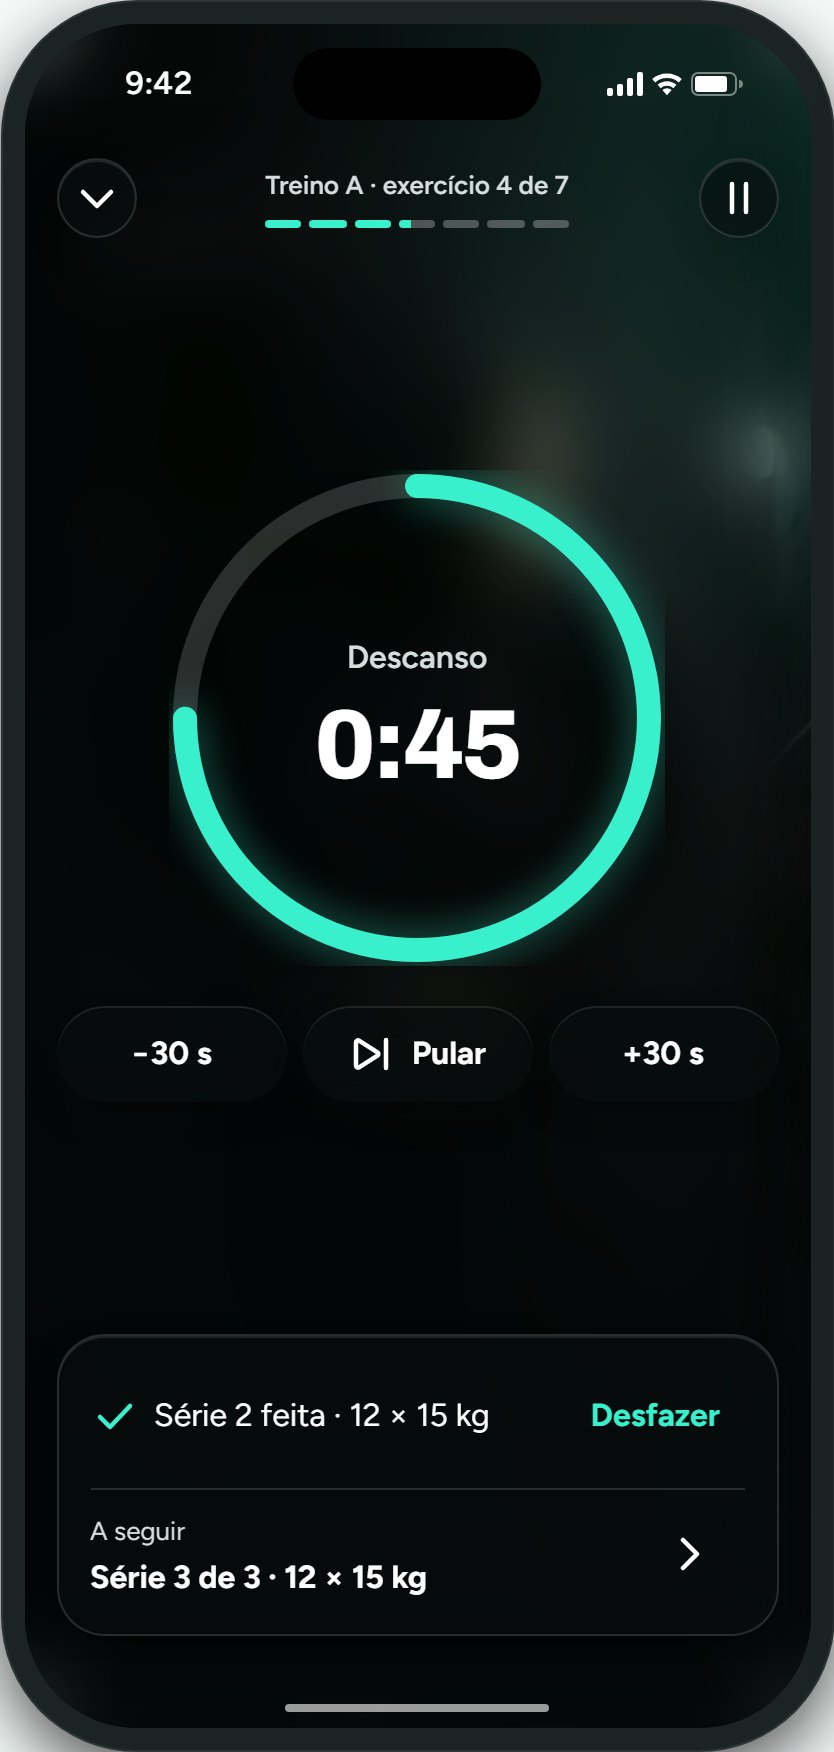 9:42
Treino A · exercício 4 de 7
Descanso
0:45
-30 s
Pular
+30 s
Série 2 feita · 12 × 15 kg
Desfazer
A seguir
Série 3 de 3 · 12 × 15 kg